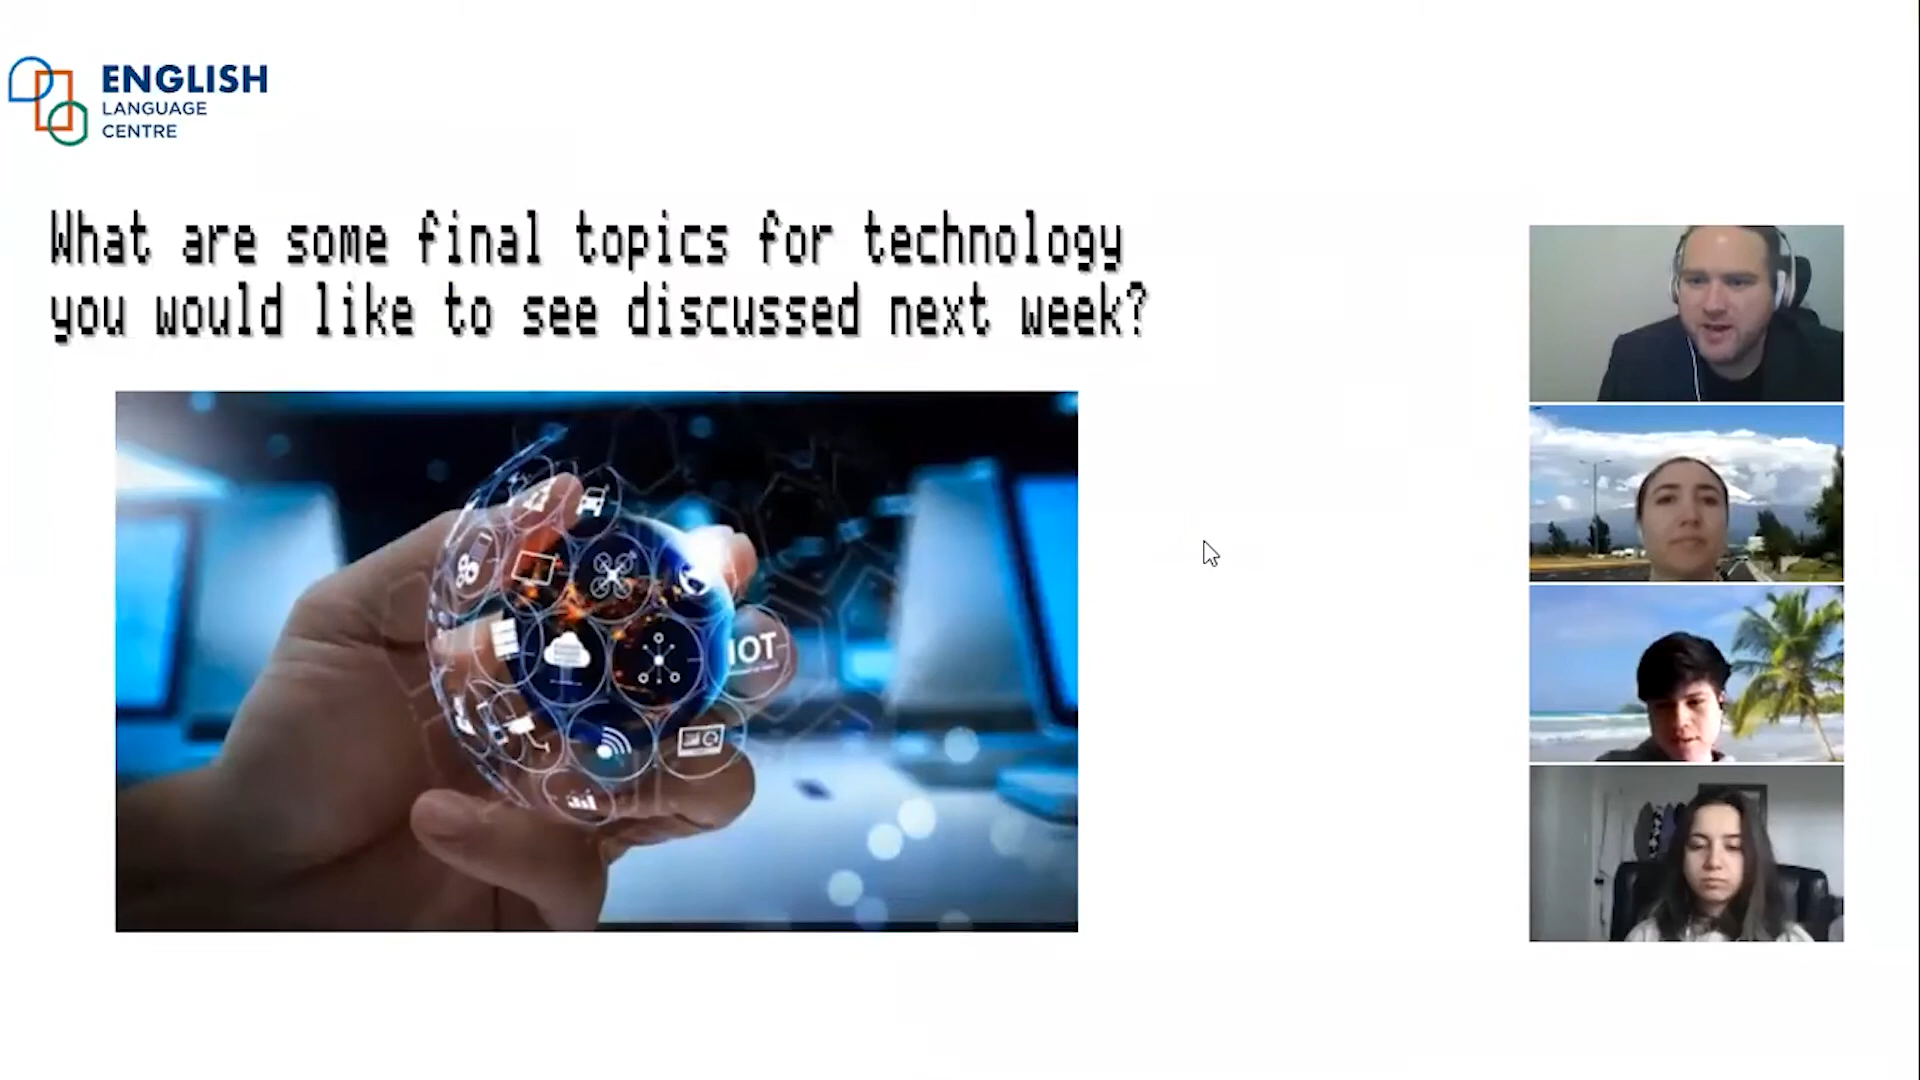 ENGLISH
LANGUAGE
CENTRE
What are some final topics for technology
you would like to see discussed next week?
IOT